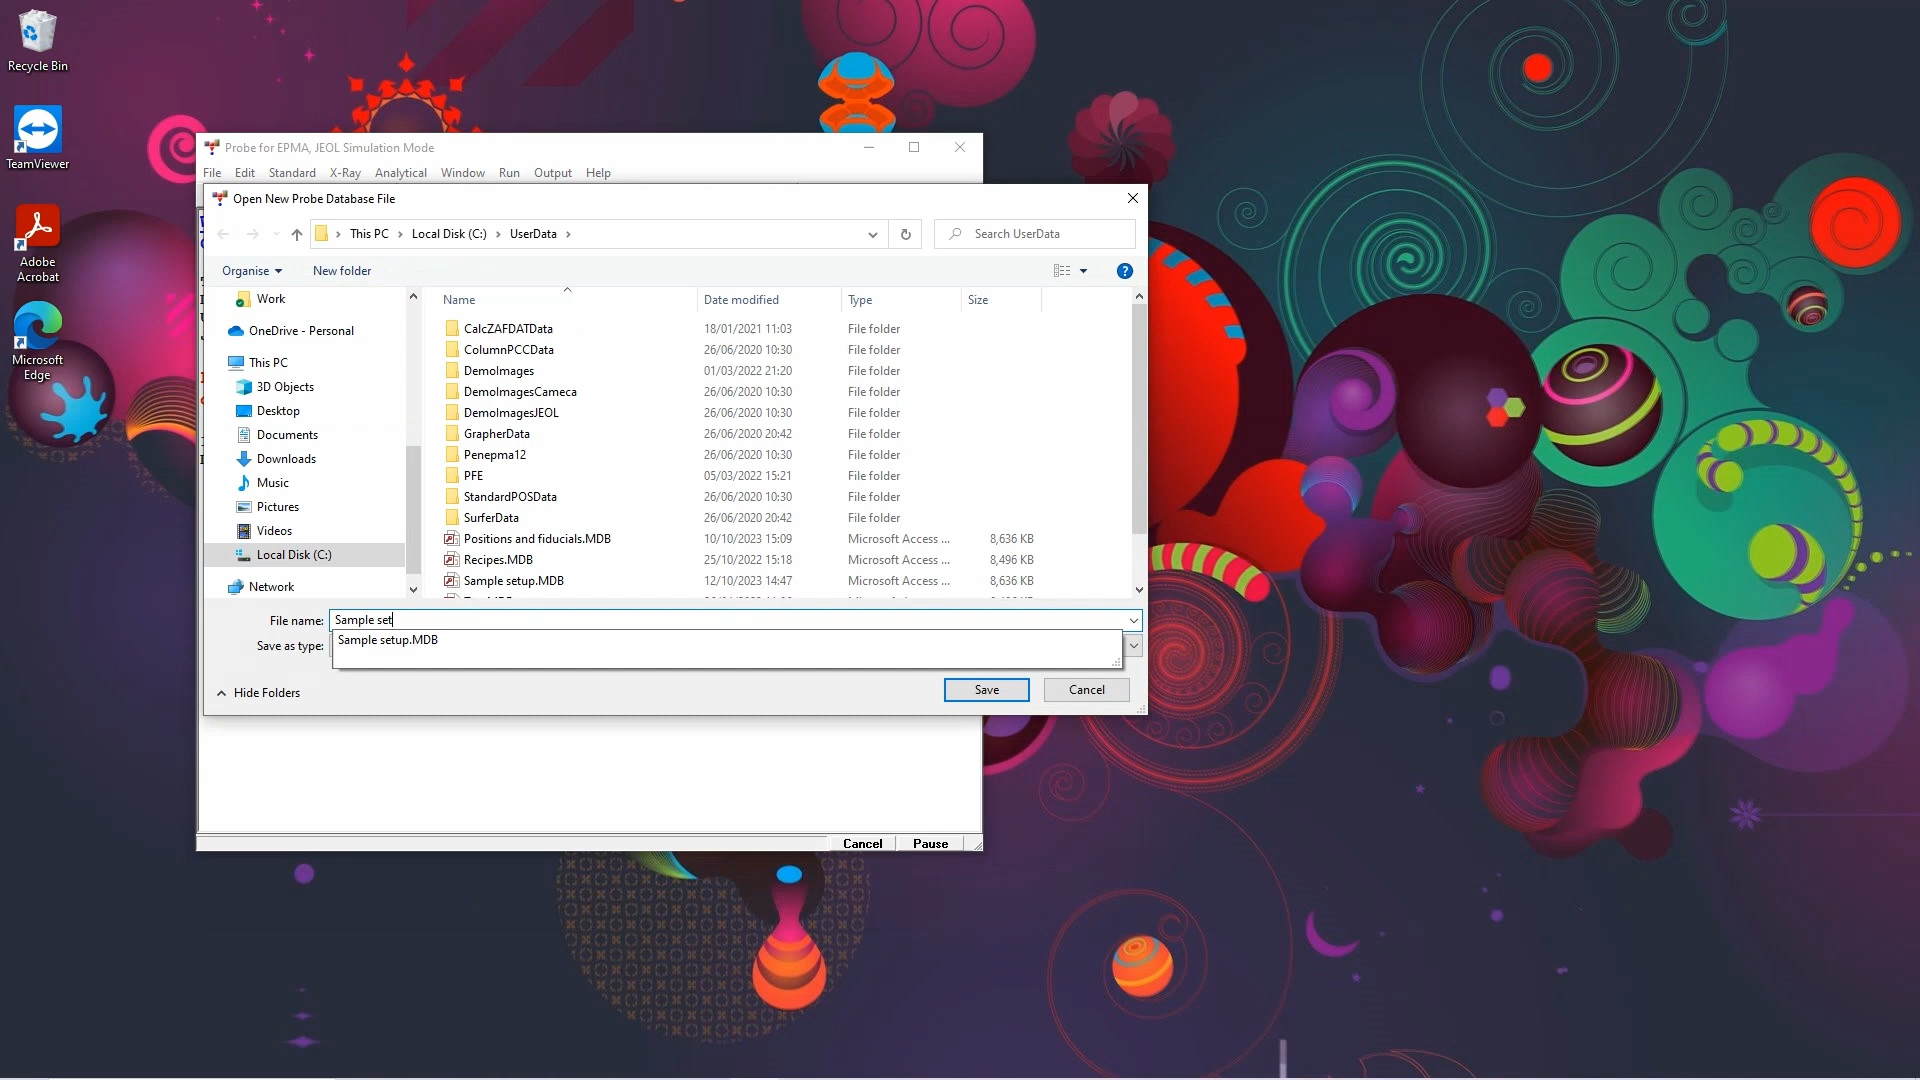 Recycle Bin
TeamViewer
Adobe
Acrobat
Microsoft
Edge
Probe for EPMA, JEOL Simulation Mode
File Edit Standard X-Ray Analytical Window Run Output Help
Open New Probe Database File
This PC Local Disk (C:) UserData
Search UserData
Organise New folder
Work
OneDrive - Personal
This PC
3D Objects
Desktop
Documents
Downloads
Music
Pictures
Videos
Local Disk (C:)
Network
Name Date modified Type Size
CalcZAFDATData 18/01/2021 11:03 File folder
ColumnPCCData 26/06/2020 10:30 File folder
DemoImages 01/03/2022 21:20 File folder
DemoImagesCameca 26/06/2020 10:30 File folder
DemoImagesJEOL 26/06/2020 10:30 File folder
GrapherData 26/06/2020 20:42 File folder
Penepma12 26/06/2020 10:30 File folder
PFE 05/03/2022 15:21 File folder
StandardPOSData 26/06/2020 10:30 File folder
SurferData 26/06/2020 20:42 File folder
Positions and fiducials.MDB 10/10/2023 15:09 Microsoft Access ... 8,636 KB
Recipes.MDB 25/10/2022 15:18 Microsoft Access ... 8,496 KB
Sample setup.MDB 12/10/2023 14:47 Microsoft Access ... 8,636 KB
File name: Sample set
Sample setup.MDB
Save as type:
Hide Folders
Save Cancel
Cancel Pause